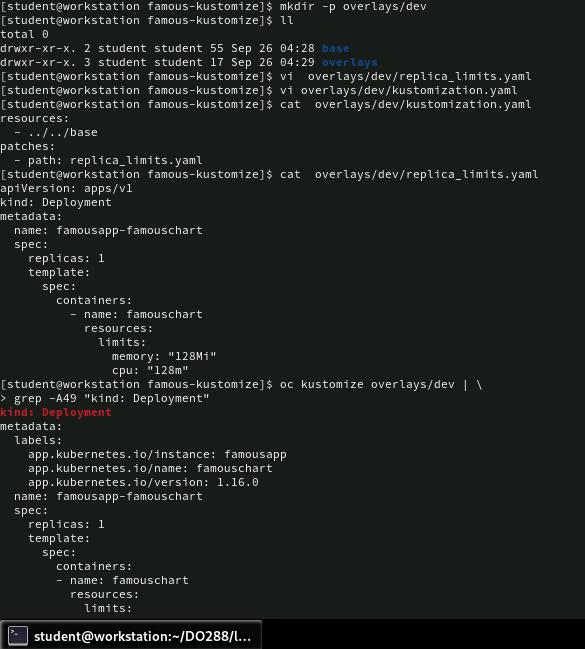 [student@workstation famous-kustomize]$ mkdir -p overlays/dev
[student@workstation famous-kustomize]$ ll
total 0
drwxr-xr-x. 2 student student 55 Sep 26 04:28 base
drwxr-xr-x. 3 student student 17 Sep 26 04:29 overlays
[student@workstation famous-kustomize]$ vi  overlays/dev/replica_limits.yaml
[student@workstation famous-kustomize]$ vi overlays/dev/kustomization.yaml
[student@workstation famous-kustomize]$ cat  overlays/dev/kustomization.yaml
resources:
  - ../../base
patches:
  - path: replica_limits.yaml
[student@workstation famous-kustomize]$ cat  overlays/dev/replica_limits.yaml
apiVersion: apps/v1
kind: Deployment
metadata:
  name: famousapp-famouschart
  spec:
    replicas: 1
    template:
      spec:
        containers:
          - name: famouschart
            resources:
              limits:
                memory: "128Mi"
                cpu: "128m"
[student@workstation famous-kustomize]$ oc kustomize overlays/dev | \
> grep -A49 "kind: Deployment"
kind: Deployment
metadata:
  labels:
    app.kubernetes.io/instance: famousapp
    app.kubernetes.io/name: famouschart
    app.kubernetes.io/version: 1.16.0
  name: famousapp-famouschart
  spec:
    replicas: 1
    template:
      spec:
        containers:
        - name: famouschart
          resources:
            limits:
student@workstation:~/DO288/l...